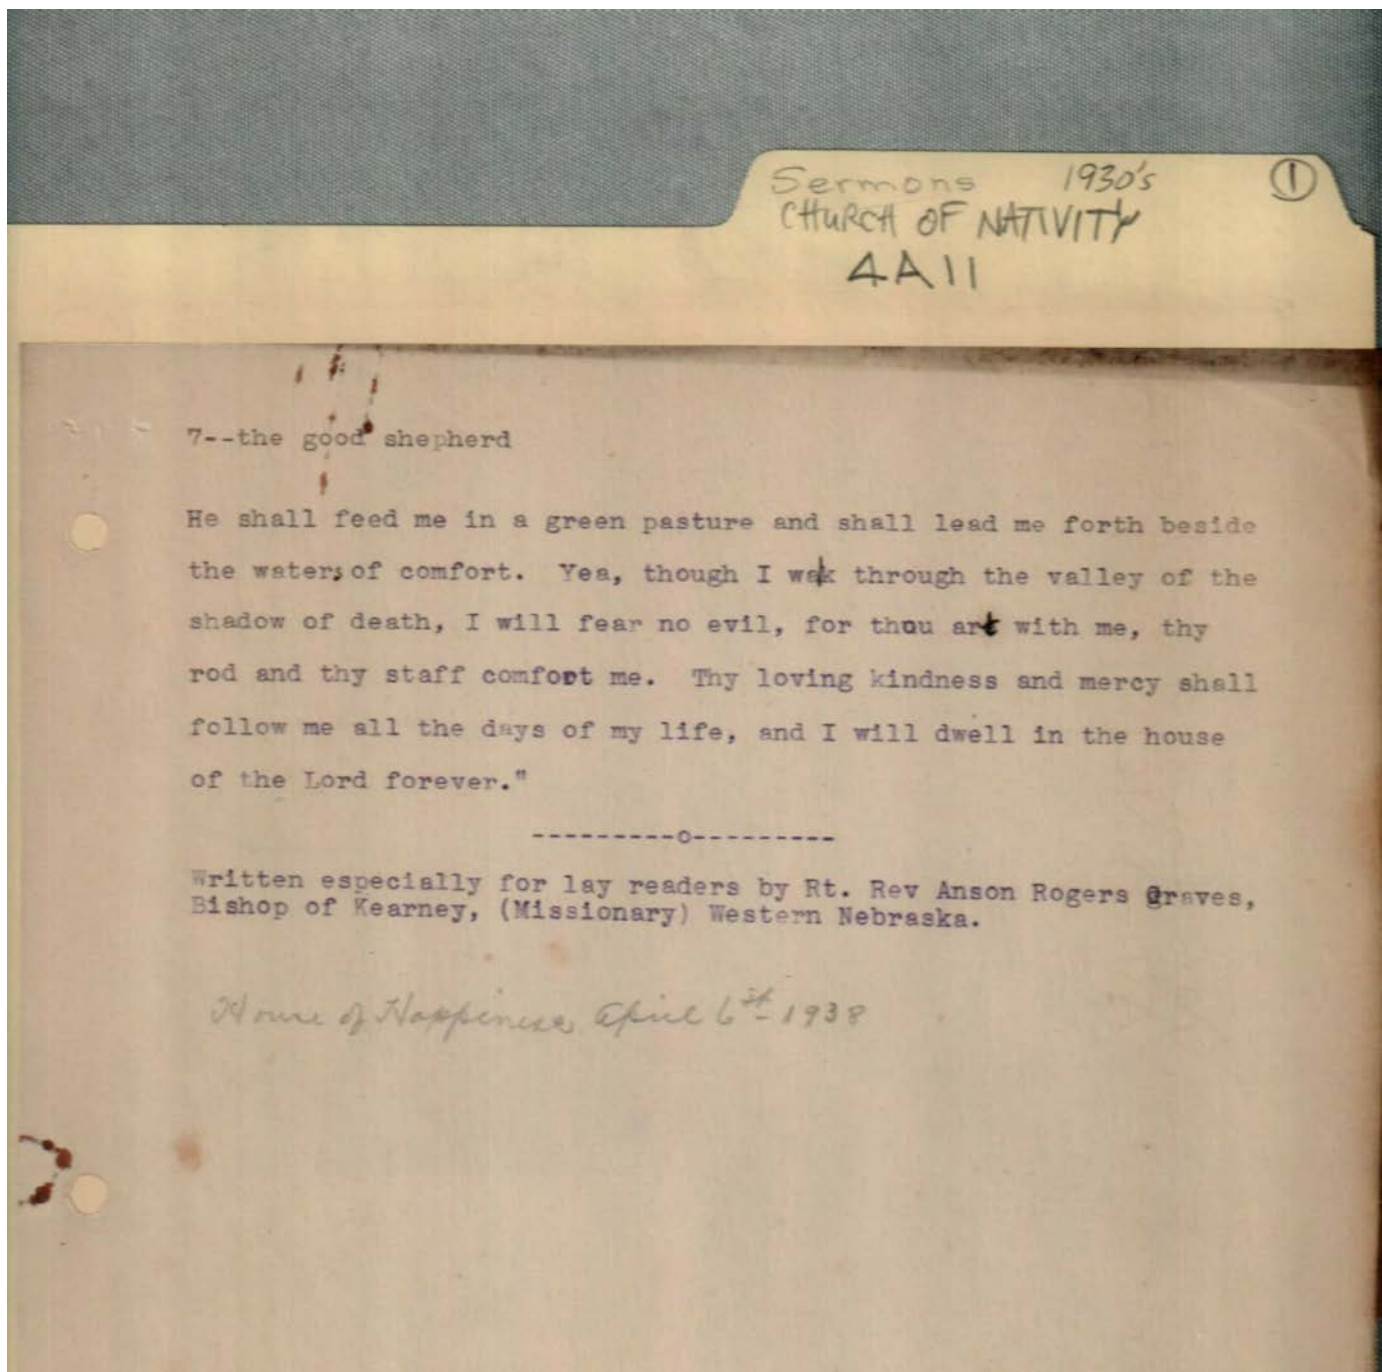 Sermons 1930's ①
CHURCH OF NATIVITY
4A11
7--the good shepherd
He shall feed me in a green pasture and shall lead me forth beside
the waters of comfort. Yea, though I walk through the valley of the
shadow of death, I will fear no evil, for thou art with me, thy
rod and thy staff comfort me. Thy loving kindness and mercy shall
follow me all the days of my life, and I will dwell in the house
of the Lord forever."
---------o---------
Written especially for lay readers by Rt. Rev Anson Rogers Graves,
Bishop of Kearney, (Missionary) Western Nebraska.
House of Happiness April 6st 1938